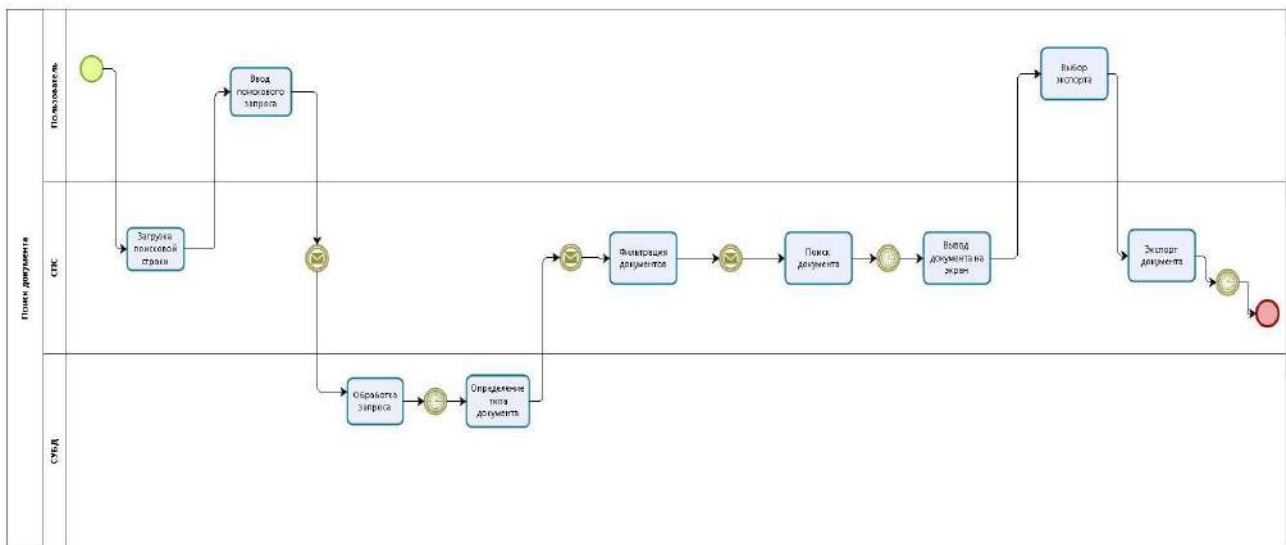 Поиск документа
Пользователь
СПС
СУБД
Ввод
поискового
запроса
Выбор
экспорта
Загрузка
поисковой
строки
Фильтрация
документов
Поиск
документа
Вывод
документа на
экран
Экспорт
документа
Обработка
запроса
Определение
типа
документа